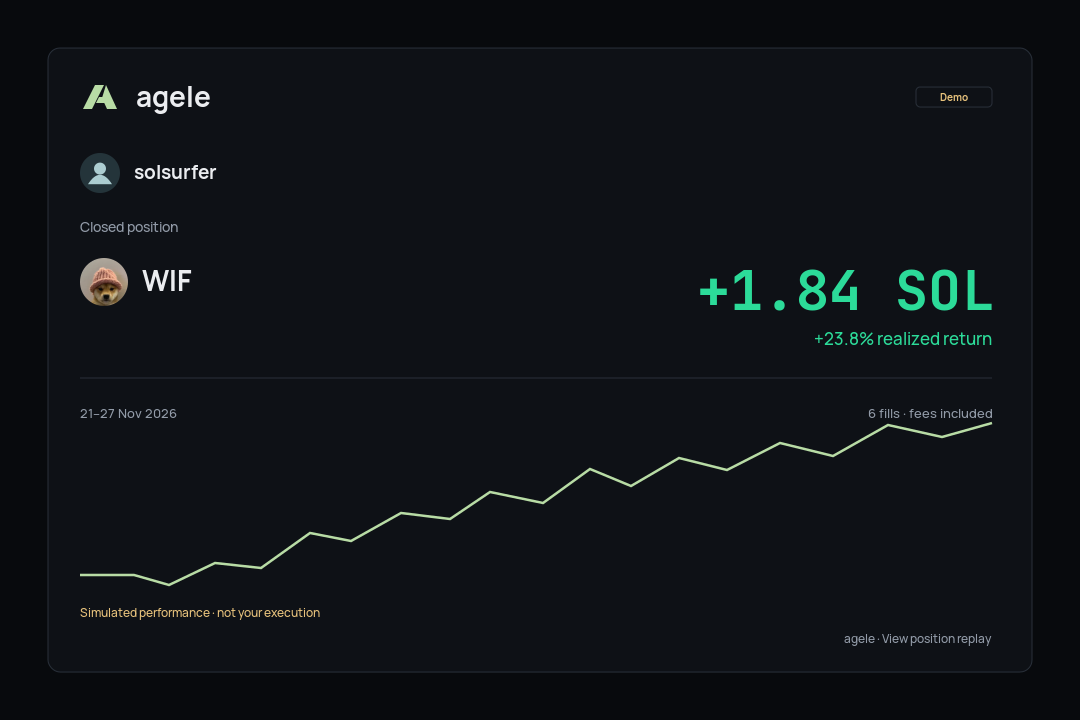 agele
Demo
solsurfer
Closed position
WIF
+1.84 SOL
+23.8% realized return
21–27 Nov 2026
6 fills · fees included
Simulated performance · not your execution
agele · View position replay